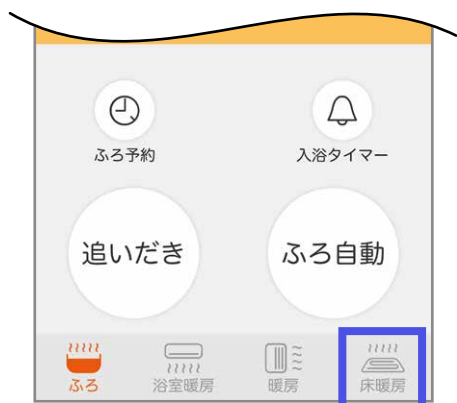 ふろ予約
入浴タイマー
追いだき
ふろ自動
ふろ
浴室暖房
暖房
床暖房